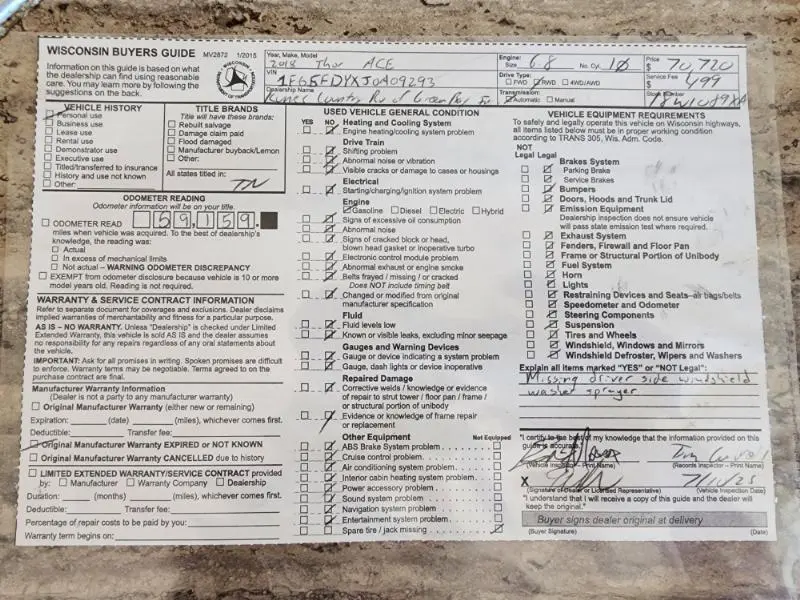 WISCONSIN BUYERS GUIDE MV2872 1/2015
Information on this guide is based on what
the dealership can find using reasonable
care. You may learn more by following the
suggestions on the back.
Year, Make, Model
2018 Thor ACE
VIN
1F65FDYXJ0A09293
Dealership Name
Kunes Country RV of Green Bay
Engine:
Size 6.8 No. Cyl. 10
Drive Type:
FWD RWD 4WD/AWD
Transmission:
Automatic Manual
Price
$ 70,720
Service Fee
$ 499
Stock Number
VEHICLE HISTORY
Personal use
Business use
Lease use
Rental use
Demonstrator use
Executive use
Titled/transferred to insurance
History and use not known
Other:
TITLE BRANDS
Title will have these brands:
Rebuilt salvage
Damage claim paid
Flood damaged
Manufacturer buyback/Lemon
Other:
All states titled in:
TN
ODOMETER READING
Odometer information will be on your title.
ODOMETER READ 59,159.
miles when vehicle was acquired. To the best of dealership's
knowledge, the reading was:
Actual
In excess of mechanical limits
Not actual – WARNING ODOMETER DISCREPANCY
EXEMPT from odometer disclosure because vehicle is 10 or more
model years old. Reading is not required.
WARRANTY & SERVICE CONTRACT INFORMATION
Refer to separate document for coverage and exclusions. Dealer disclaims
implied warranties of merchantability and fitness for a particular purpose.
AS IS – NO WARRANTY. Unless "Dealership" is checked under Limited
Extended Warranty, this vehicle is sold AS IS and the dealer assumes
no responsibility for any repairs regardless of any oral statements about
the vehicle.
IMPORTANT: Ask for all promises in writing. Spoken promises are difficult
to enforce. Warranty terms may be negotiable. Terms agreed to on the
purchase contract are final.
Manufacturer Warranty Information
(Dealer is not a party to any manufacturer warranty)
Original Manufacturer Warranty (either new or remaining)
Expiration: (date) (miles), whichever comes first.
Deductible: Transfer fee:
Original Manufacturer Warranty EXPIRED or NOT KNOWN
Original Manufacturer Warranty CANCELLED due to history
LIMITED EXTENDED WARRANTY/SERVICE CONTRACT provided
by: Manufacturer Warranty Company Dealership
Duration: (months) (miles), whichever comes first.
Deductible: Transfer fee:
Percentage of repair costs to be paid by you:
Warranty term begins on:
USED VEHICLE GENERAL CONDITION
YES NO
Heating and Cooling System
Engine heating/cooling system problem
Drive Train
Shifting problem
Abnormal noise or vibration
Visible cracks or damage to cases or housings
Electrical
Starting/charging/ignition system problem
Engine
Gasoline Diesel Electric Hybrid
Signs of excessive oil consumption
Abnormal noise
Signs of cracked block or head,
blown head gasket or inoperative turbo
Electronic control module problem
Abnormal exhaust or engine smoke
Belts frayed / missing / or cracked
Does NOT include timing belt
Changed or modified from original
manufacturer specification
Fluid
Fluid levels low
Known or visible leaks, excluding minor seepage
Gauges and Warning Devices
Gauge or device indicating a system problem
Gauge, dash lights or device inoperative
Repaired Damage
Corrective welds / knowledge or evidence
of repair to strut tower / floor pan / frame /
or structural portion of unibody
Evidence or knowledge of frame repair
or replacement
Other Equipment Not Equipped
ABS Brake System problem
Cruise control problem
Air conditioning system problem
Interior cabin heating system problem
Power accessory problem
Sound system problem
Navigation system problem
Entertainment system problem
Spare tire / jack missing
VEHICLE EQUIPMENT REQUIREMENTS
To safely and legally operate this vehicle on Wisconsin highways,
all items listed below must be in proper working condition
according to TRANS 305, Wis. Adm. Code.
NOT
Legal Legal
Brakes System
Parking Brake
Service Brakes
Bumpers
Doors, Hoods and Trunk Lid
Emission Equipment
Dealership inspection does not ensure vehicle
will pass state emission test where required.
Exhaust System
Fenders, Firewall and Floor Pan
Frame or Structural Portion of Unibody
Fuel System
Horn
Lights
Restraining Devices and Seats–air bags/belts
Speedometer and Odometer
Steering Components
Suspension
Tires and Wheels
Windshield, Windows and Mirrors
Windshield Defroster, Wipers and Washers
Explain all items marked "YES" or "NOT Legal":
Missing driver side windshield
washer sprayer
"I certify to the best of my knowledge that the information provided on this
guide is accurate."
(Vehicle Inspector – Print Name) (Records Inspector – Print Name)
X
(Signature of Dealer or Licensed Representative) (Vehicle Inspection Date)
"I understand that I will receive a copy of this guide and the dealer will
keep the original."
Buyer signs dealer original at delivery
(Buyer Signature) (Date)